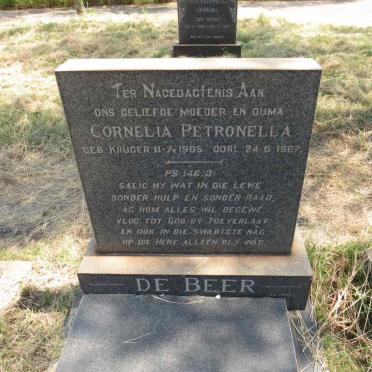 TER NAGEDAGTENIS AAN
ONS GELIEFDE MOEDER EN OUMA
CORNELIA PETRONELLA
GEB KRUGER 11-7-1905 OORL 24-6-1967
PS 146:3
SALIG HY WAT IN DIE LEWE
SONDER HULP EN SONDER RAAD,
AS HOM ALLES WIL BEGEWE
VLUG TOT GOD SY TOEVERLAAT
EN OOK IN DIE SWARTSTE NAG
OP DIE HERE ALLEEN BLY WAG
DE BEER